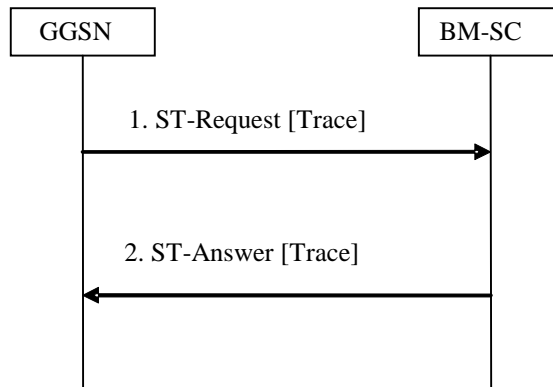 GGSN
BM-SC
1. ST-Request [Trace]
2. ST-Answer [Trace]